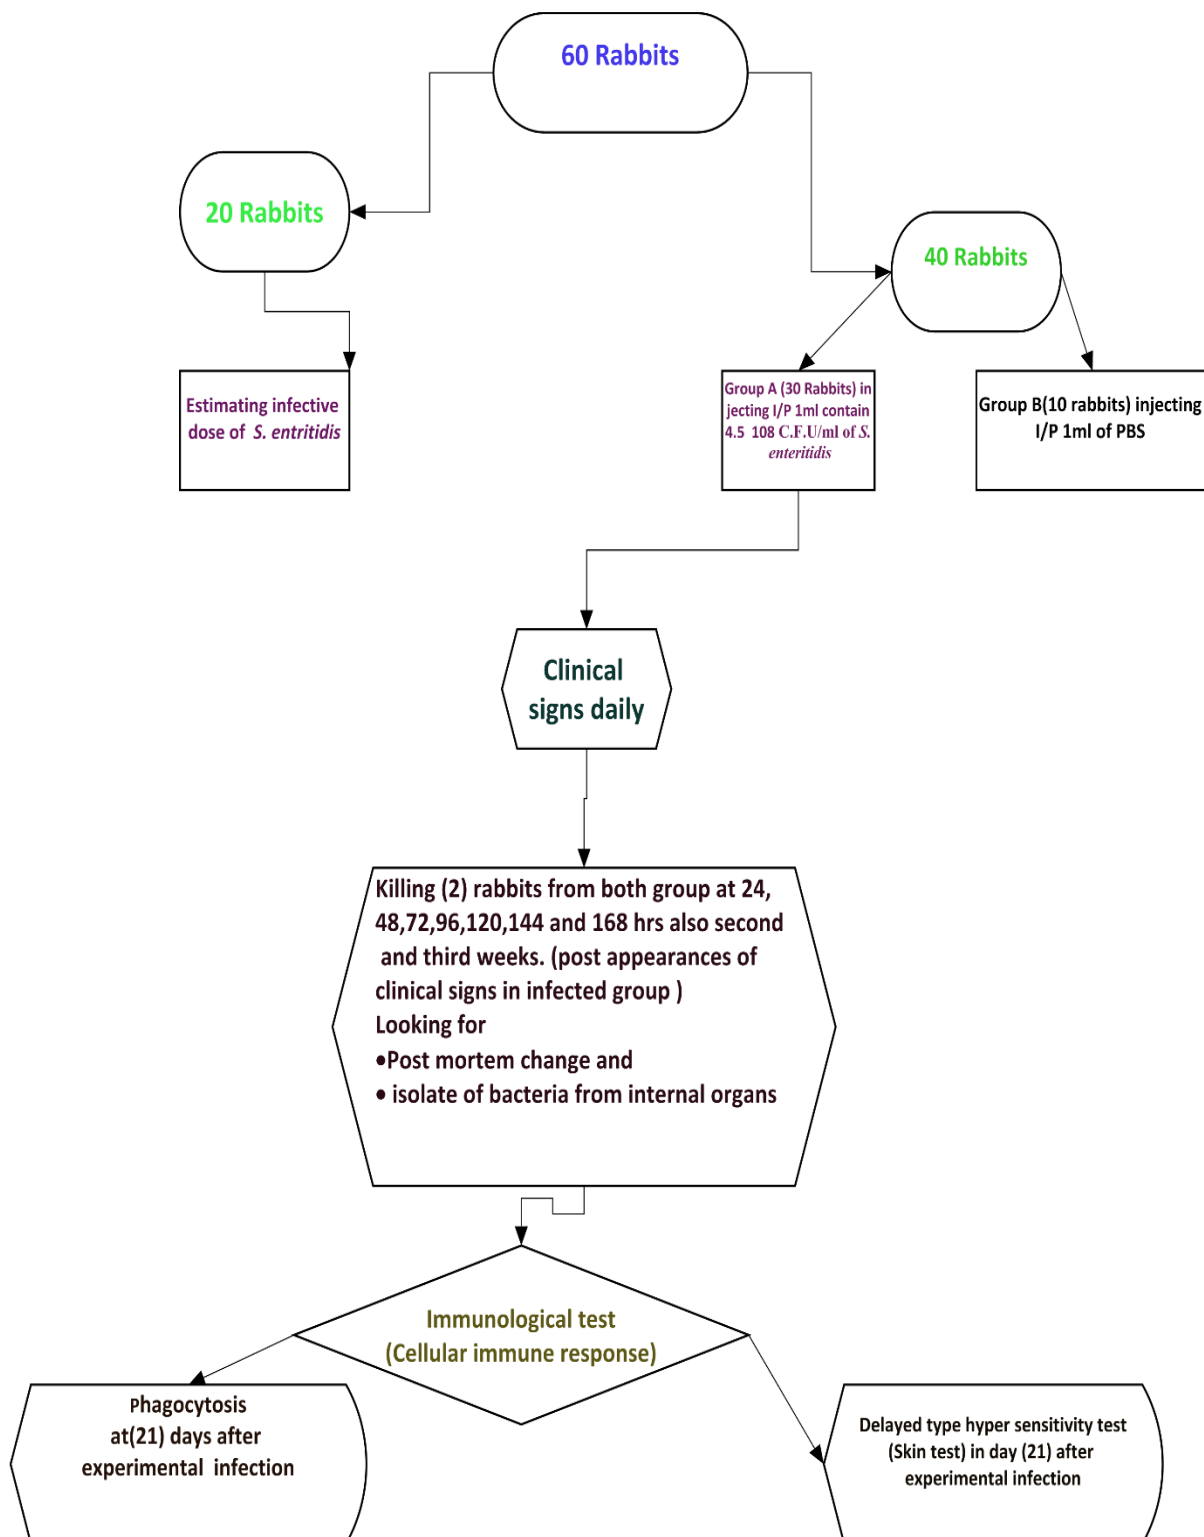 60 Rabbits
20 Rabbits
40 Rabbits
Estimating infective
dose of S. entritidis
Group A (30 Rabbits) in
jecting I/P 1ml contain
4.5 108 C.F.U/ml of S.
enteritidis
Group B(10 rabbits) injecting
I/P 1ml of PBS
Clinical
signs daily
Killing (2) rabbits from both group at 24,
48,72,96,120,144 and 168 hrs also second
and third weeks. (post appearances of
clinical signs in infected group )
Looking for
•Post mortem change and
• isolate of bacteria from internal organs
Immunological test
(Cellular immune response)
Phagocytosis
at(21) days after
experimental infection
Delayed type hyper sensitivity test
(Skin test) in day (21) after
experimental infection